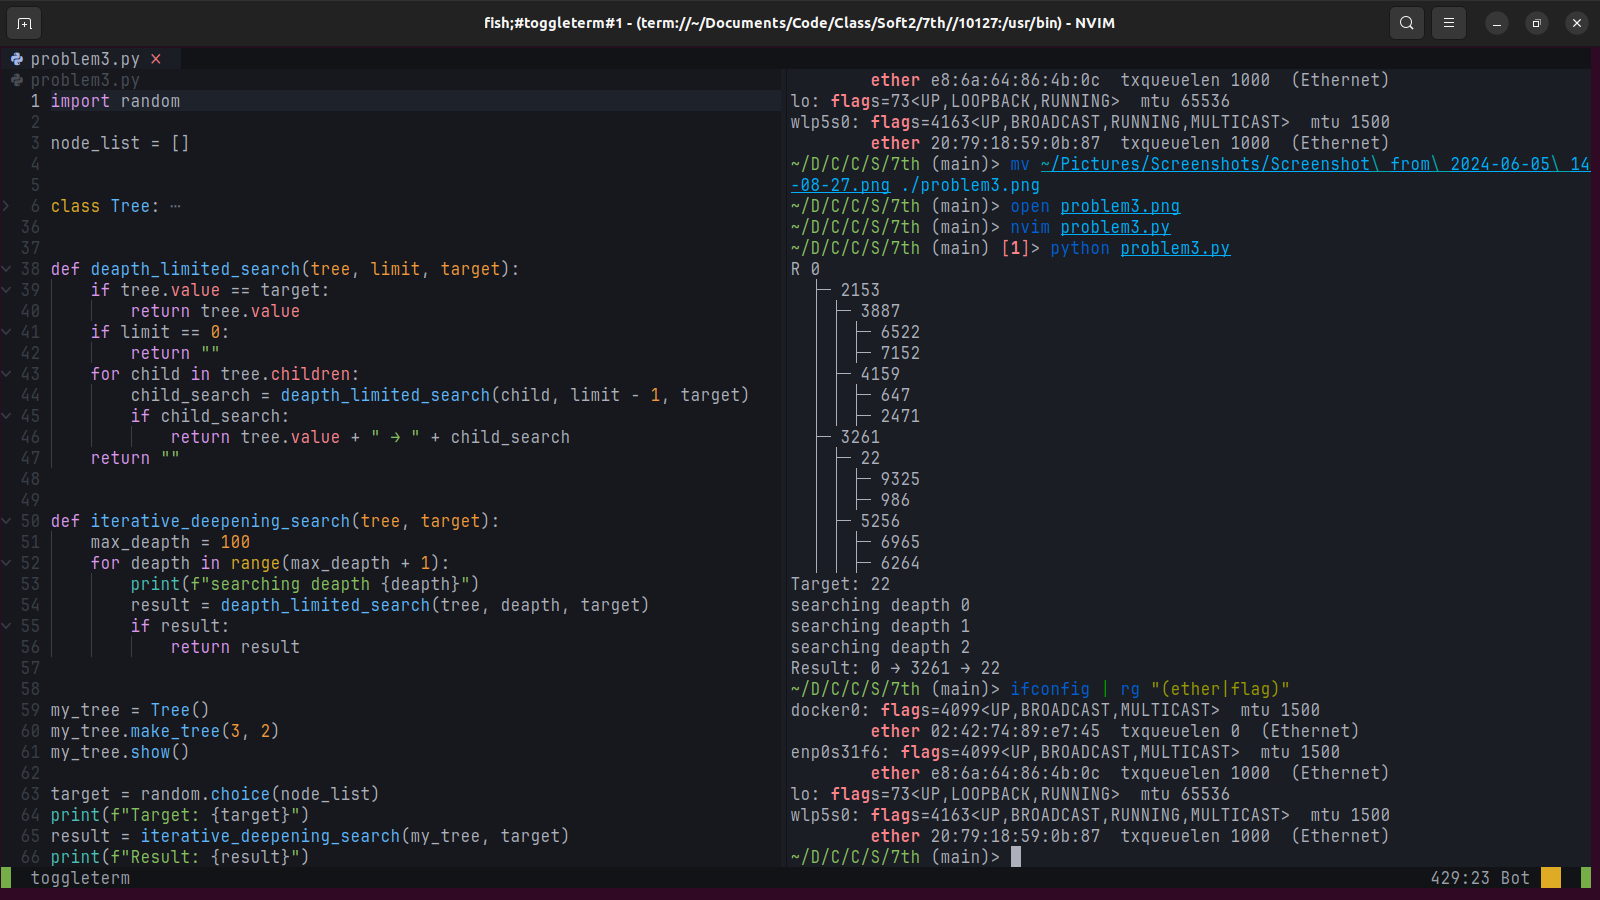 fish;#toggleterm#1 - (term://~/Documents/Code/Class/Soft2/7th//10127:/usr/bin) - NVIM
problem3.py ×
problem3.py
1 import random
2
3 node_list = []
4
5
6 class Tree: ⋯
36
37
38 def deapth_limited_search(tree, limit, target):
39     if tree.value == target:
40         return tree.value
41     if limit == 0:
42         return ""
43     for child in tree.children:
44         child_search = deapth_limited_search(child, limit - 1, target)
45         if child_search:
46             return tree.value + " → " + child_search
47     return ""
48
49
50 def iterative_deepening_search(tree, target):
51     max_deapth = 100
52     for deapth in range(max_deapth + 1):
53         print(f"searching deapth {deapth}")
54         result = deapth_limited_search(tree, deapth, target)
55         if result:
56             return result
57
58
59 my_tree = Tree()
60 my_tree.make_tree(3, 2)
61 my_tree.show()
62
63 target = random.choice(node_list)
64 print(f"Target: {target}")
65 result = iterative_deepening_search(my_tree, target)
66 print(f"Result: {result}")
        ether e8:6a:64:86:4b:0c  txqueuelen 1000  (Ethernet)
lo: flags=73<UP,LOOPBACK,RUNNING>  mtu 65536
wlp5s0: flags=4163<UP,BROADCAST,RUNNING,MULTICAST>  mtu 1500
        ether 20:79:18:59:0b:87  txqueuelen 1000  (Ethernet)
~/D/C/C/S/7th (main)> mv ~/Pictures/Screenshots/Screenshot\ from\ 2024-06-05\ 14
-08-27.png ./problem3.png
~/D/C/C/S/7th (main)> open problem3.png
~/D/C/C/S/7th (main)> nvim problem3.py
~/D/C/C/S/7th (main) [1]> python problem3.py
R 0
  ├─ 2153
  │ ├─ 3887
  │ │ ├─ 6522
  │ │ ├─ 7152
  │ ├─ 4159
  │ │ ├─ 647
  │ │ ├─ 2471
  ├─ 3261
  │ ├─ 22
  │ │ ├─ 9325
  │ │ ├─ 986
  │ ├─ 5256
  │ │ ├─ 6965
  │ │ ├─ 6264
Target: 22
searching deapth 0
searching deapth 1
searching deapth 2
Result: 0 → 3261 → 22
~/D/C/C/S/7th (main)> ifconfig | rg "(ether|flag)"
docker0: flags=4099<UP,BROADCAST,MULTICAST>  mtu 1500
        ether 02:42:74:89:e7:45  txqueuelen 0  (Ethernet)
enp0s31f6: flags=4099<UP,BROADCAST,MULTICAST>  mtu 1500
        ether e8:6a:64:86:4b:0c  txqueuelen 1000  (Ethernet)
lo: flags=73<UP,LOOPBACK,RUNNING>  mtu 65536
wlp5s0: flags=4163<UP,BROADCAST,RUNNING,MULTICAST>  mtu 1500
        ether 20:79:18:59:0b:87  txqueuelen 1000  (Ethernet)
~/D/C/C/S/7th (main)>
toggleterm
429:23 Bot